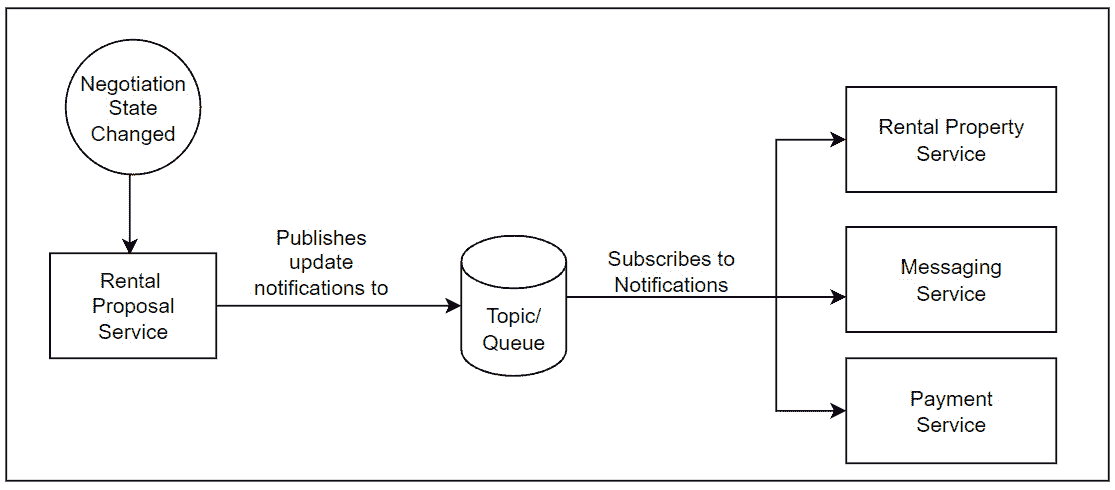 Negotiation
State
Changed
Rental
Proposal
Service
Publishes
update
notifications to
Topic/
Queue
Subscribes to
Notifications
Rental Property
Service
Messaging
Service
Payment
Service